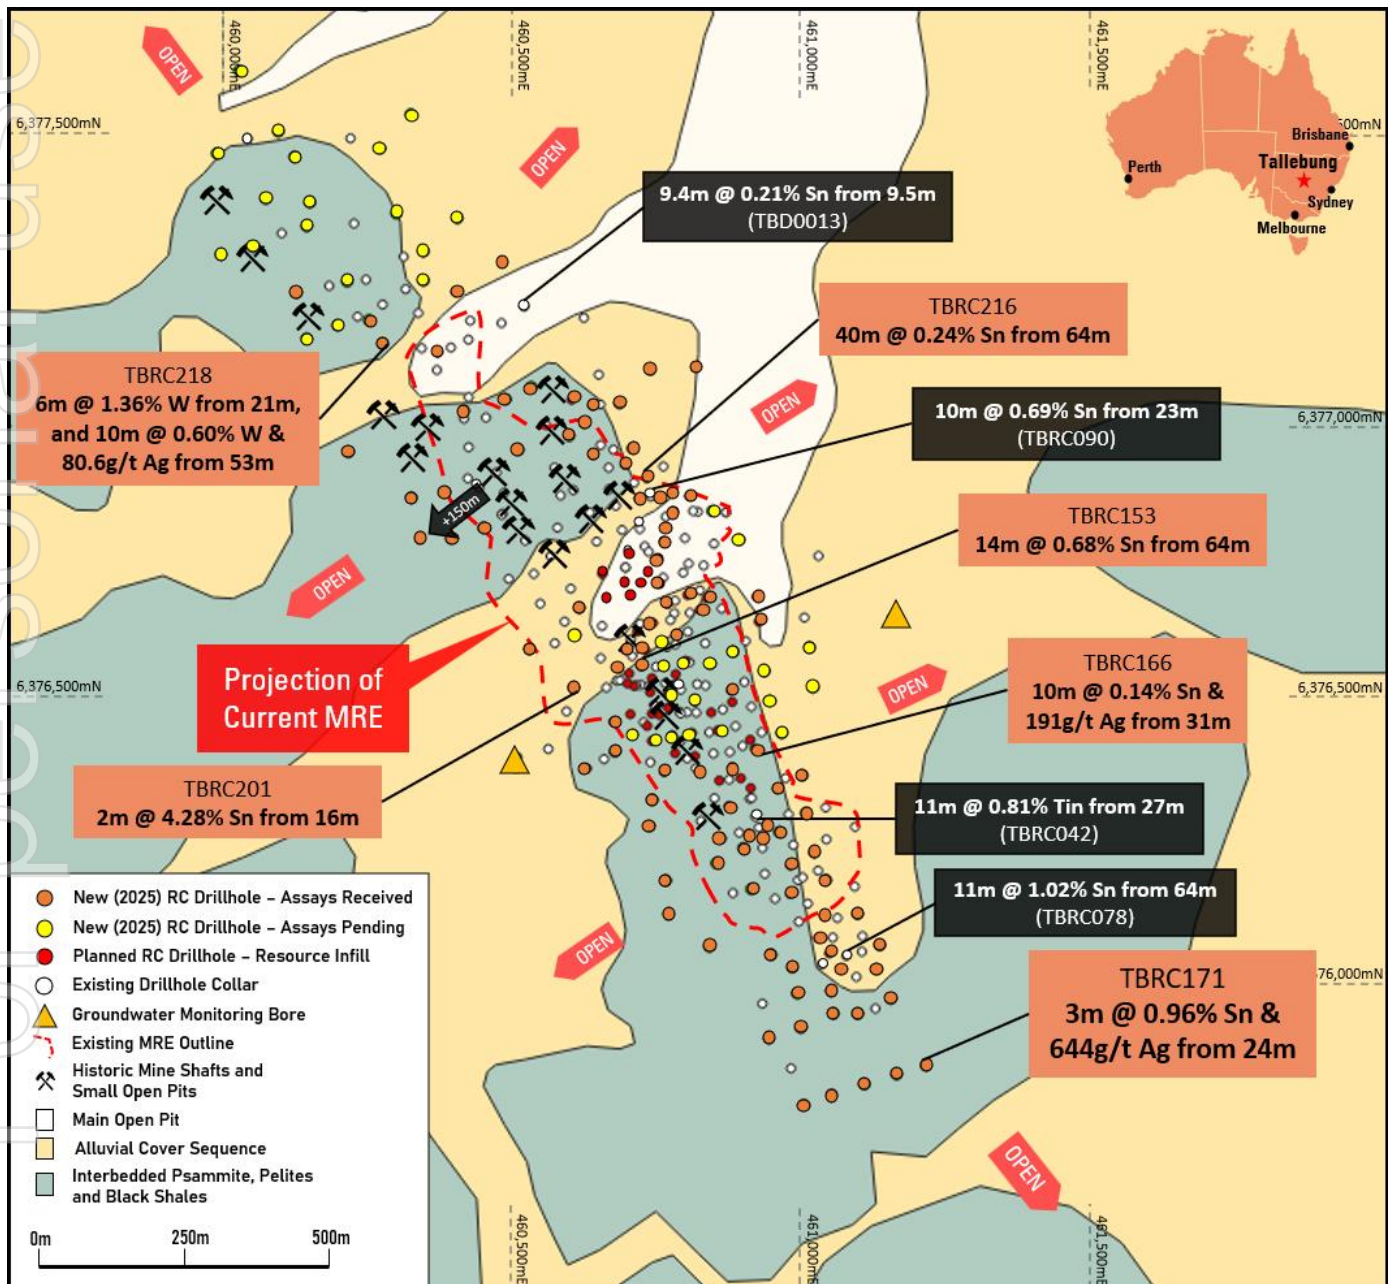 For personal use only
OPEN
460,000mE
460,500mE
461,000mE
461,500mE
6,377,500mN
500mN
Brisbane
Perth
Tallebung
Sydney
Melbourne
OPEN
9.4m @ 0.21% Sn from 9.5m
(TBD0013)
TBRC216
40m @ 0.24% Sn from 64m
TBRC218
6m @ 1.36% W from 21m,
and 10m @ 0.60% W &
80.6g/t Ag from 53m
OPEN
10m @ 0.69% Sn from 23m
(TBRC090)
6,377,000mN
+150m
TBRC153
14m @ 0.68% Sn from 64m
OPEN
Projection of
Current MRE
6,376,500mN
OPEN
TBRC166
10m @ 0.14% Sn &
191g/t Ag from 31m
6,376,500mN
TBRC201
2m @ 4.28% Sn from 16m
11m @ 0.81% Tin from 27m
(TBRC042)
11m @ 1.02% Sn from 64m
(TBRC078)
OPEN
76,000mN
TBRC171
3m @ 0.96% Sn &
644g/t Ag from 24m
New (2025) RC Drillhole – Assays Received
New (2025) RC Drillhole – Assays Pending
Planned RC Drillhole – Resource Infill
Existing Drillhole Collar
Groundwater Monitoring Bore
Existing MRE Outline
Historic Mine Shafts and
Small Open Pits
Main Open Pit
Alluvial Cover Sequence
Interbedded Psammite, Pelites
and Black Shales
0m 250m 500m
OPEN
460,500mE
461,000mE
461,500mE